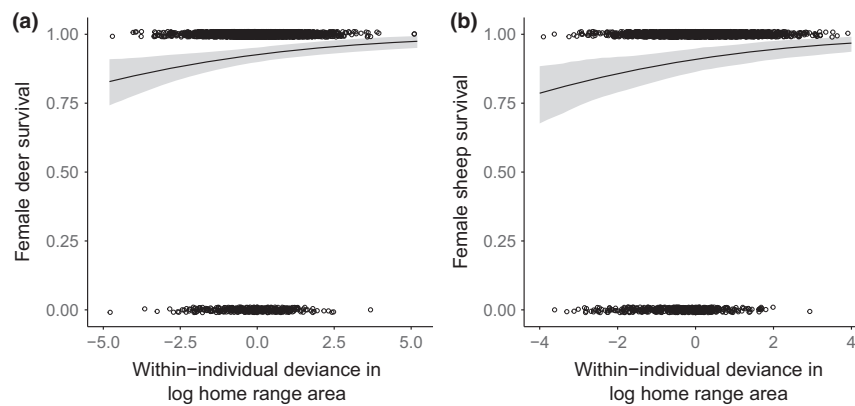 (a)
Female deer survival
1.00
0.75
0.50
0.25
0.00
−5.0 −2.5 0.0 2.5 5.0
Within−individual deviance in
log home range area
(b)
Female sheep survival
1.00
0.75
0.50
0.25
0.00
−4 −2 0 2 4
Within−individual deviance in
log home range area